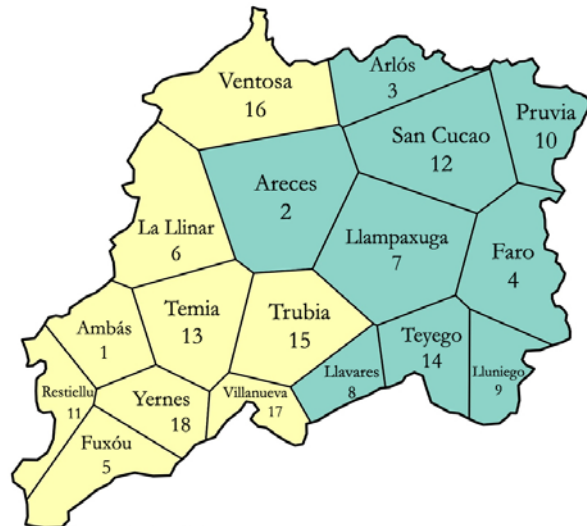 Arlós
3
Ventosa
16
Pruvia
10
San Cucao
12
Areces
2
La Llinar
6
Llampaxuga
7
Faro
4
Ambás
1
Temia
13
Trubia
15
Teyego
14
Llavares
8
Lluniego
9
Restiellu
11
Yernes
18
Villanueva
17
Fuxóu
5